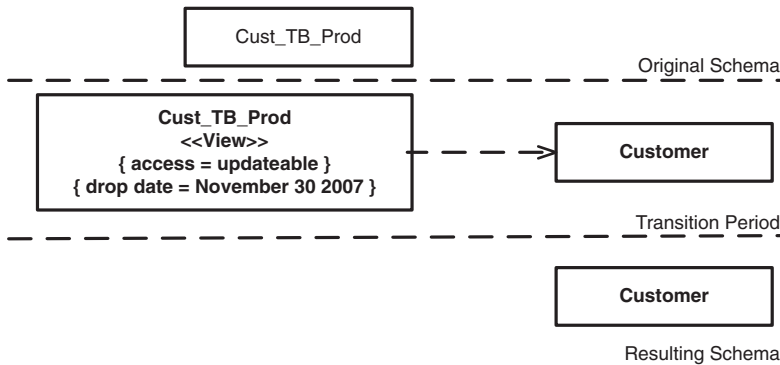 Cust_TB_Prod
Original Schema
Cust_TB_Prod
<<View>>
{ access = updateable }
{ drop date = November 30 2007 }
Customer
Transition Period
Customer
Resulting Schema